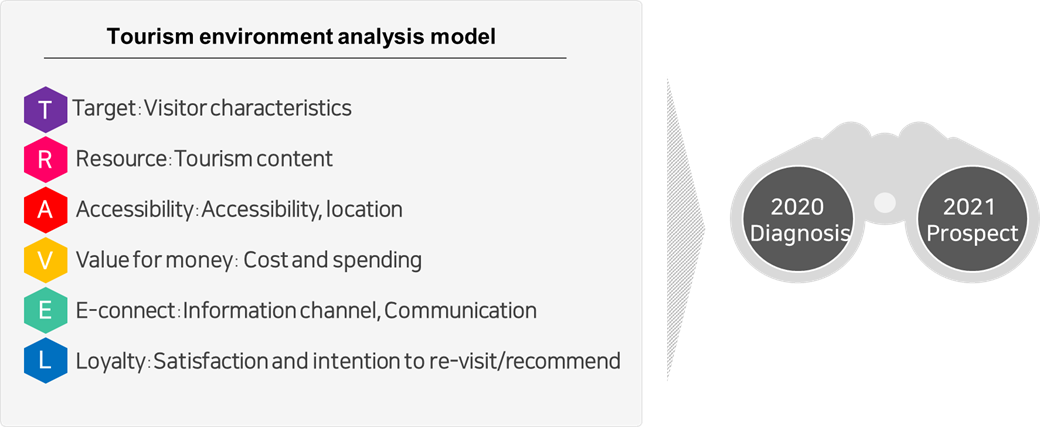 Tourism environment analysis model
T Target: Visitor characteristics
R Resource: Tourism content
A Accessibility: Accessibility, location
V Value for money: Cost and spending
E E-connect: Information channel, Communication
L Loyalty: Satisfaction and intention to re-visit/recommend
2020
Diagnosis
2021
Prospect